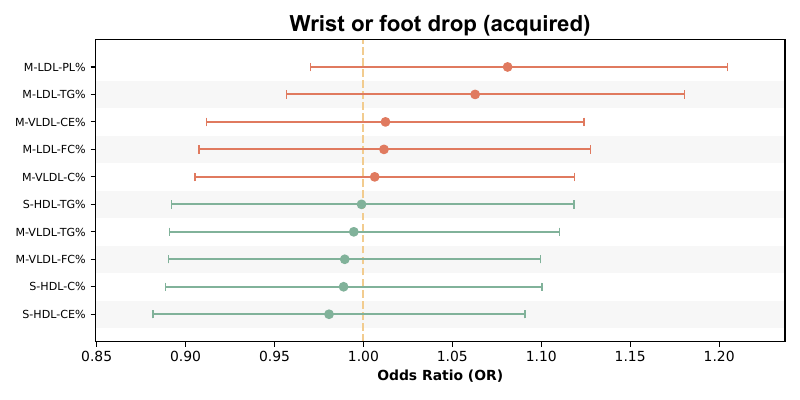 Wrist or foot drop (acquired)
M-LDL-PL%
M-LDL-TG%
M-VLDL-CE%
M-LDL-FC%
M-VLDL-C%
S-HDL-TG%
M-VLDL-TG%
M-VLDL-FC%
S-HDL-C%
S-HDL-CE%
0.85 0.90 0.95 1.00 1.05 1.10 1.15 1.20
Odds Ratio (OR)